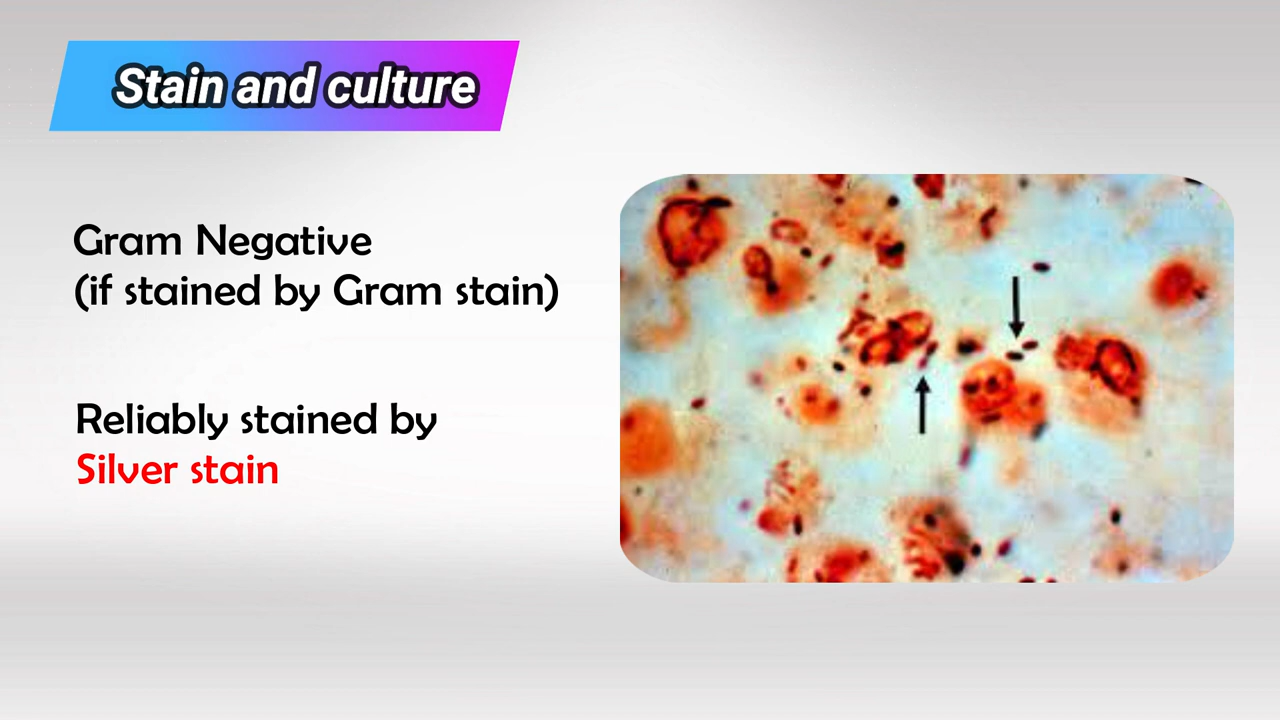 Stain and culture
Gram Negative
(if stained by Gram stain)
Reliably stained by
Silver stain